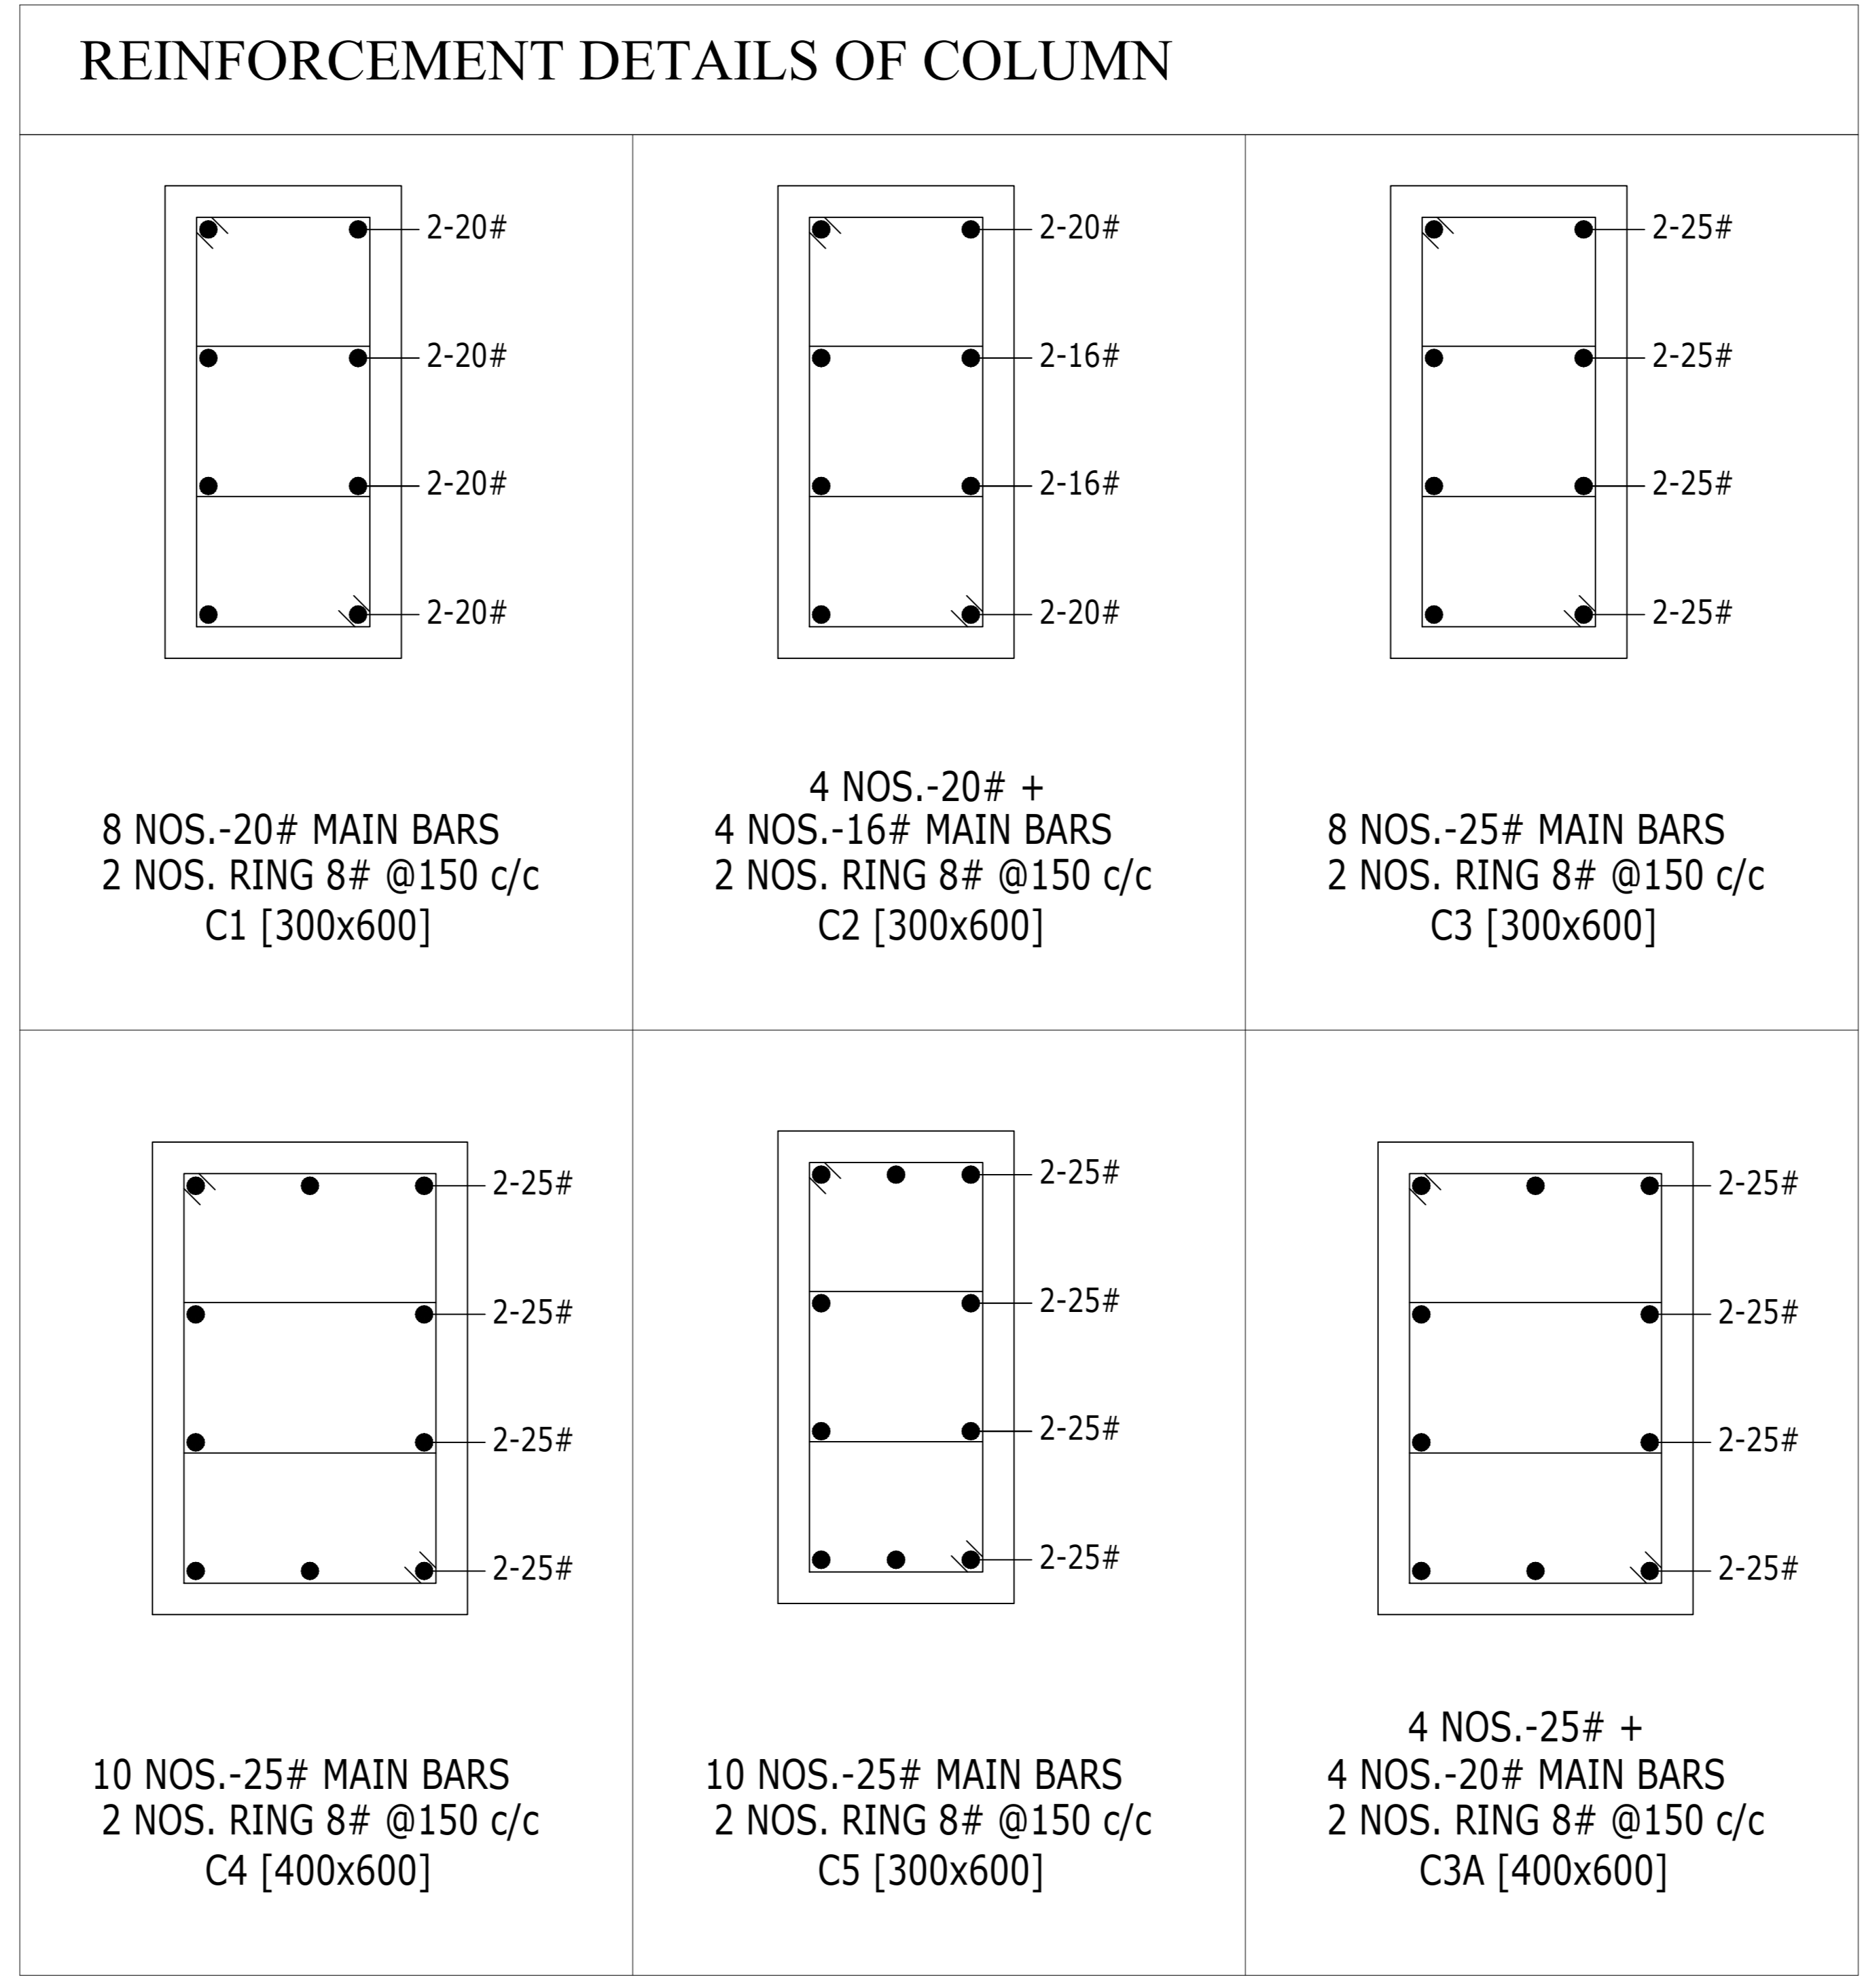 REINFORCEMENT DETAILS OF COLUMN
2-20#
2-20#
2-20#
2-20#
8 NOS.-20# MAIN BARS
2 NOS. RING 8# @150 c/c
C1 [300x600]
2-20#
2-16#
2-16#
2-20#
4 NOS.-20# +
4 NOS.-16# MAIN BARS
2 NOS. RING 8# @150 c/c
C2 [300x600]
2-25#
2-25#
2-25#
2-25#
8 NOS.-25# MAIN BARS
2 NOS. RING 8# @150 c/c
C3 [300x600]
2-25#
2-25#
2-25#
2-25#
10 NOS.-25# MAIN BARS
2 NOS. RING 8# @150 c/c
C4 [400x600]
2-25#
2-25#
2-25#
2-25#
10 NOS.-25# MAIN BARS
2 NOS. RING 8# @150 c/c
C5 [300x600]
2-25#
2-25#
2-25#
2-25#
4 NOS.-25# +
4 NOS.-20# MAIN BARS
2 NOS. RING 8# @150 c/c
C3A [400x600]